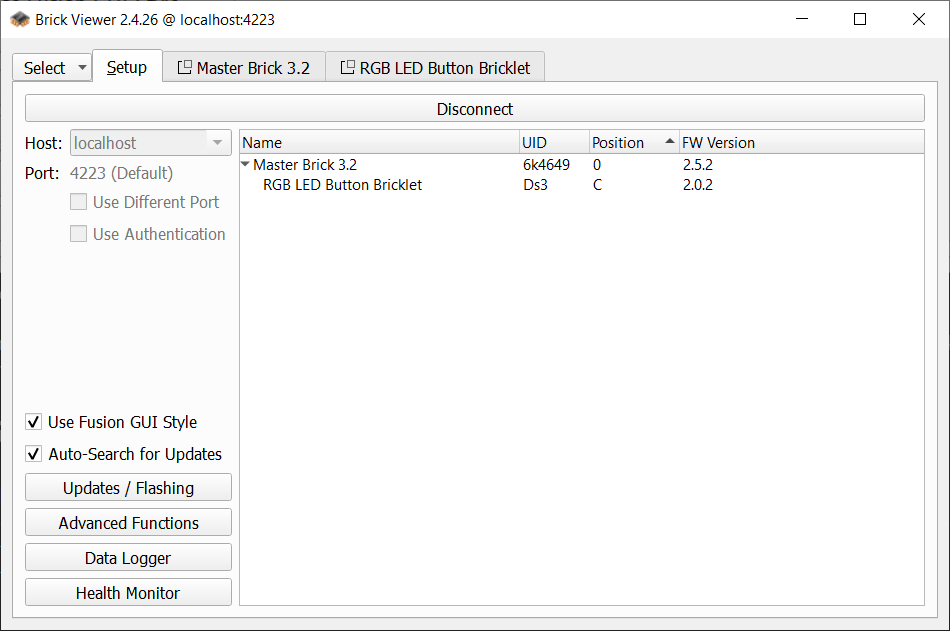 Brick Viewer 2.4.26 @ localhost:4223
Select Setup Master Brick 3.2 RGB LED Button Bricklet
Disconnect
Host: localhost
Port: 4223 (Default)
Use Different Port
Use Authentication
Name UID Position FW Version
Master Brick 3.2 6k4649 0 2.5.2
RGB LED Button Bricklet Ds3 C 2.0.2
Use Fusion GUI Style
Auto-Search for Updates
Updates / Flashing
Advanced Functions
Data Logger
Health Monitor